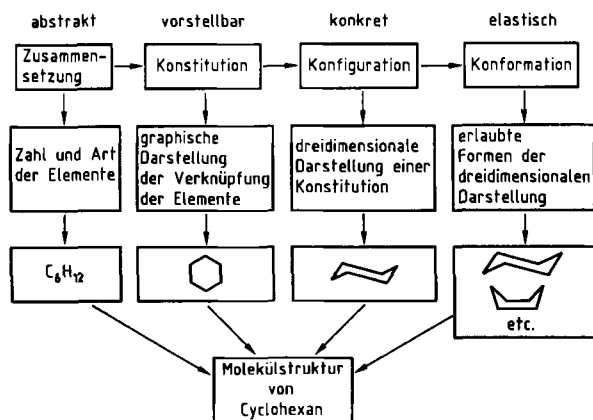 abstrakt
vorstellbar
konkret
elastisch
Zusammen-
setzung
Konstitution
Konfiguration
Konformation
Zahl und Art
der Elemente
graphische
Darstellung
der Verknüpfung
der Elemente
dreidimensionale
Darstellung einer
Konstitution
erlaubte
Formen der
dreidimensionalen
Darstellung
C₆H₁₂
etc.
Molekülstruktur
von
Cyclohexan